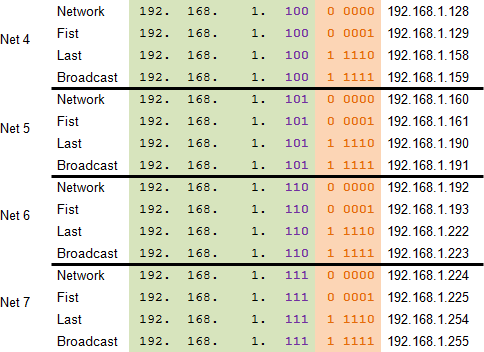 Network 192. 168. 1. 100 0 0000 192.168.1.128
Net 4 Fist 192. 168. 1. 100 0 0001 192.168.1.129
Last 192. 168. 1. 100 1 1110 192.168.1.158
Broadcast 192. 168. 1. 100 1 1111 192.168.1.159
Network 192. 168. 1. 101 0 0000 192.168.1.160
Net 5 Fist 192. 168. 1. 101 0 0001 192.168.1.161
Last 192. 168. 1. 101 1 1110 192.168.1.190
Broadcast 192. 168. 1. 101 1 1111 192.168.1.191
Network 192. 168. 1. 110 0 0000 192.168.1.192
Net 6 Fist 192. 168. 1. 110 0 0001 192.168.1.193
Last 192. 168. 1. 110 1 1110 192.168.1.222
Broadcast 192. 168. 1. 110 1 1111 192.168.1.223
Network 192. 168. 1. 111 0 0000 192.168.1.224
Net 7 Fist 192. 168. 1. 111 0 0001 192.168.1.225
Last 192. 168. 1. 111 1 1110 192.168.1.254
Broadcast 192. 168. 1. 111 1 1111 192.168.1.255